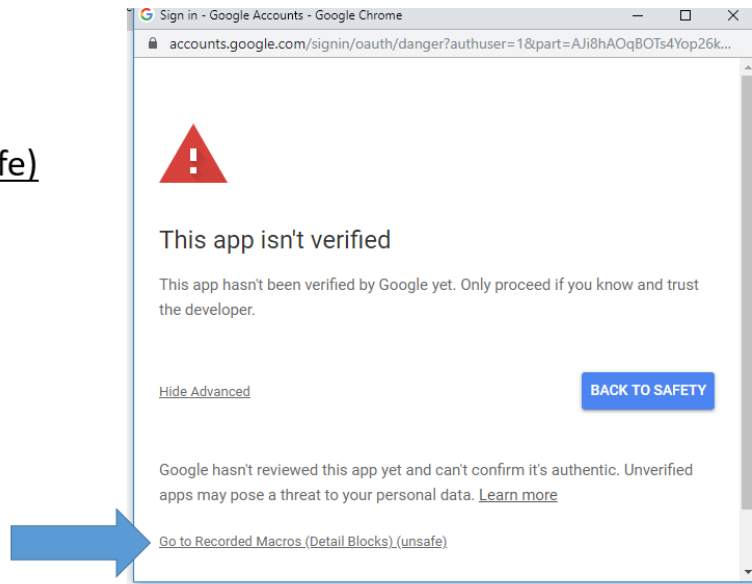 Sign in - Google Accounts - Google Chrome
accounts.google.com/signin/oauth/danger?authuser=1&part=AJi8hAOqBOTs4Yop26k...
fe)
This app isn't verified
This app hasn't been verified by Google yet. Only proceed if you know and trust
the developer.
Hide Advanced
BACK TO SAFETY
Google hasn't reviewed this app yet and can't confirm it's authentic. Unverified
apps may pose a threat to your personal data. Learn more
Go to Recorded Macros (Detail Blocks) (unsafe)